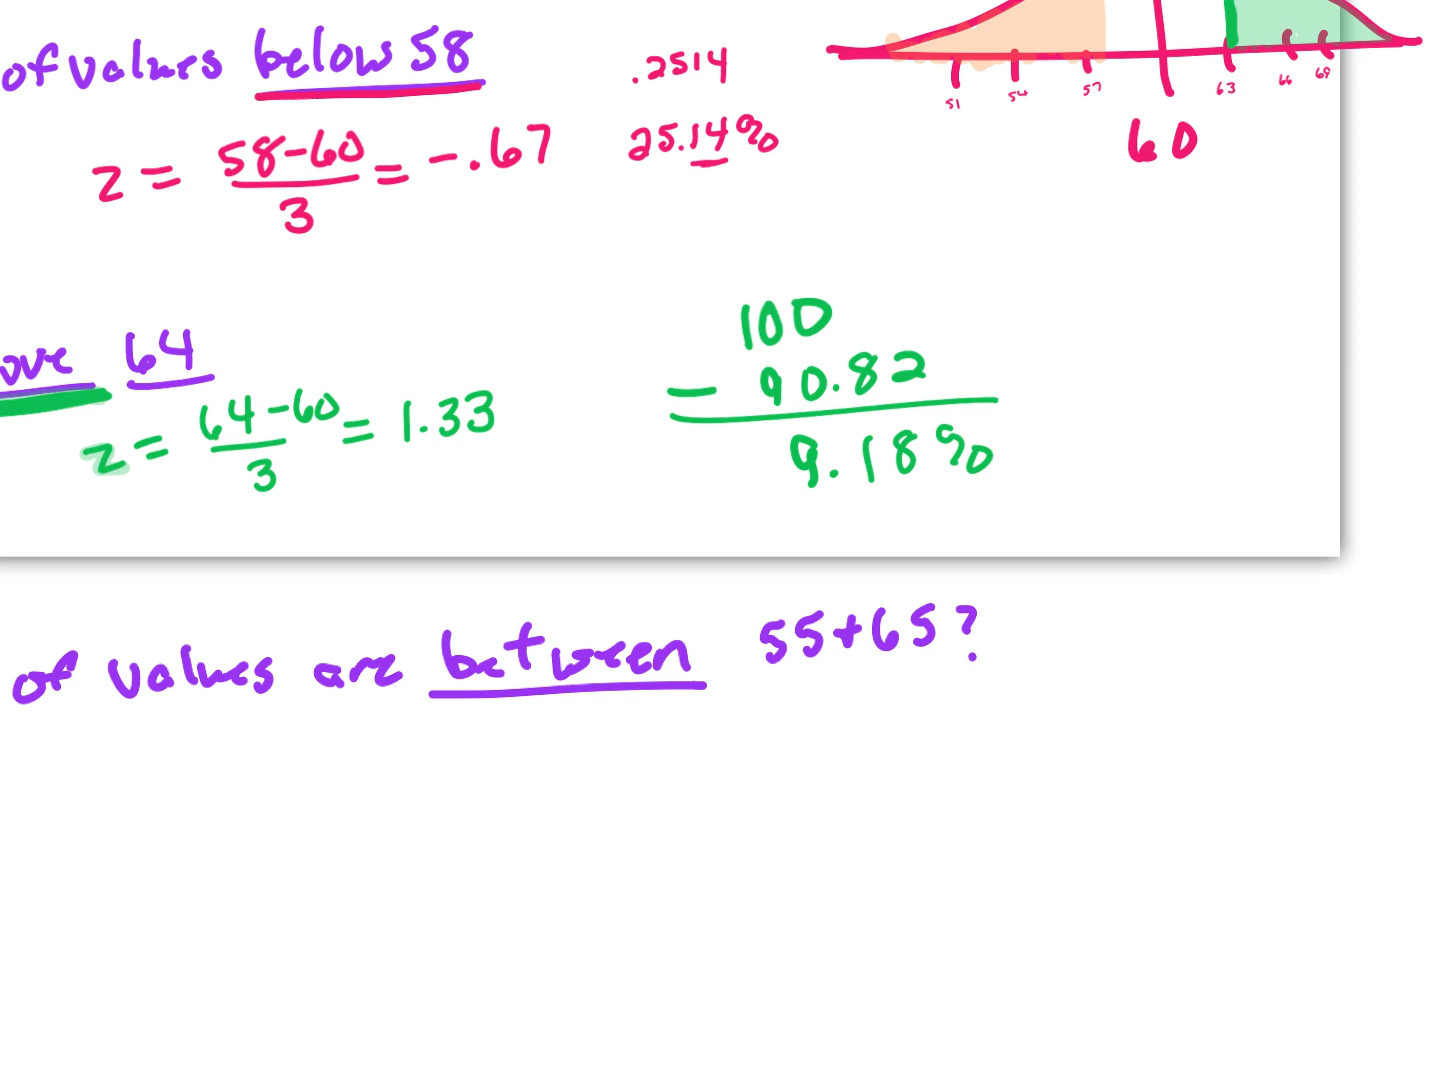 of values below 58
.2514
51 54 57 63 66 69
60
z = 58-60 / 3 = -.67
25.14%
100
ove 64
- 90.82
z = 64-60 / 3 = 1.33
9.18%
of values are between 55+65?